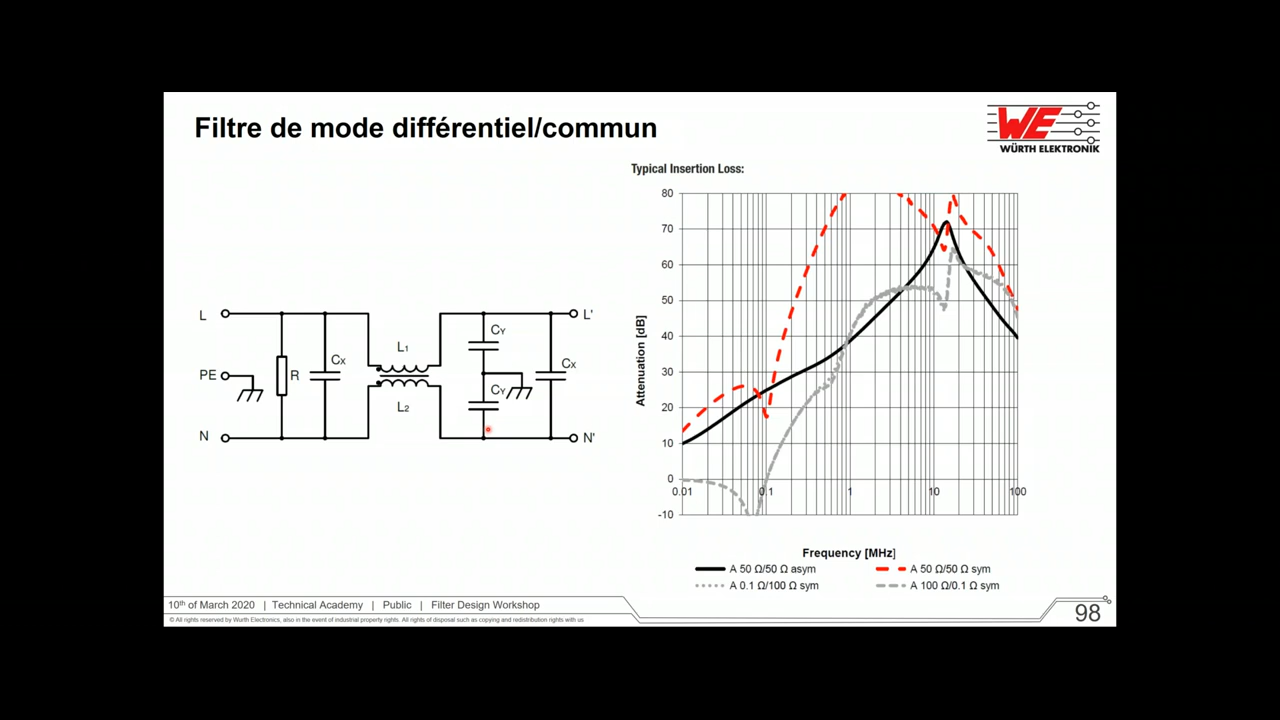 Filtre de mode différentiel/commun
WE
WÜRTH ELEKTRONIK
Typical Insertion Loss:
80
70
60
50
40
30
20
10
0
-10
0.01
0.1
1
10
100
Attenuation [dB]
Frequency [MHz]
A 50 Ω/50 Ω asym
A 50 Ω/50 Ω sym
A 0.1 Ω/100 Ω sym
A 100 Ω/0.1 Ω sym
L
PE
N
R
CX
L1
L2
CY
CY
CX
L'
N'
10th of March 2020 | Technical Academy | Public | Filter Design Workshop
© All rights reserved by Wurth Electronics, also in the event of industrial property rights. All rights of disposal such as copying and redistribution rights with us
98